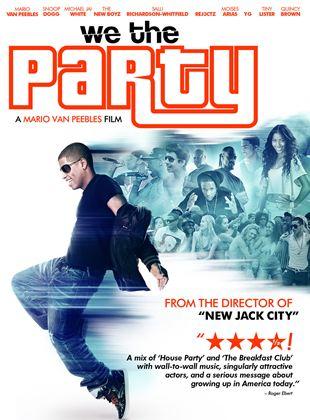 MARIO SNOOP MICHAEL JAI THE SALLI MOISES TINY QUINCY
VAN PEEBLES DOGG WHITE NEW BOYZ RICHARDSON-WHITFIELD REJ3CTZ ARIAS YG LISTER BROWN
we the
PARTY
A MARIO VAN PEEBLES FILM
FROM THE DIRECTOR OF
"NEW JACK CITY"
"★★★½!
A mix of 'House Party' and 'The Breakfast Club'
with wall-to-wall music, singularly attractive
actors, and a serious message about
growing up in America today."
- Roger Ebert